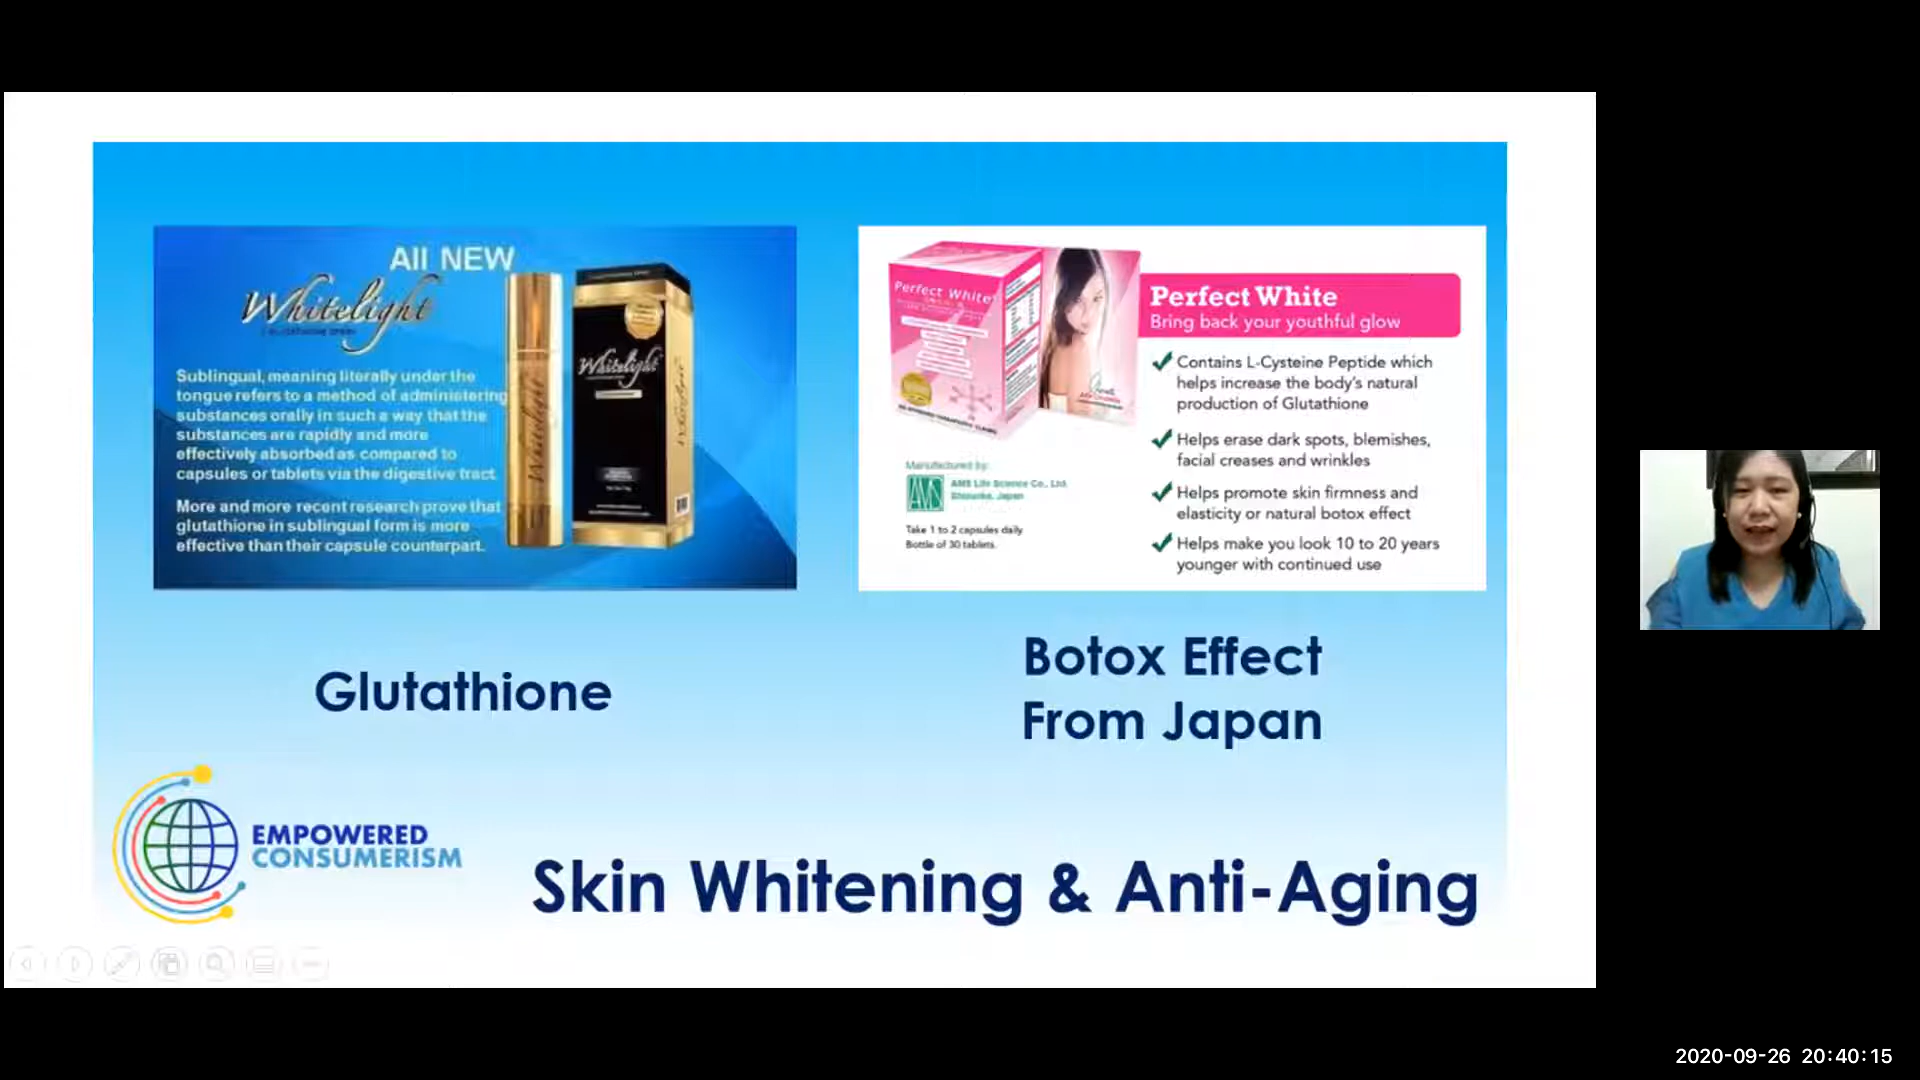 All NEW
Whitelight
Sublingual, meaning literally under the
tongue refers to a method of administering
substances orally in such a way that the
substances are rapidly and more
effectively absorbed as compared to
capsules or tablets via the digestive tract
More and more recent research prove that
glutathione in sublingual form is more
effective than their capsule counterpart.
Whitelight
Whitelight
Whitelight
Glutathione
Perfect White
Perfect White
Bring back your youthful glow
Contains L-Cysteine Peptide which
helps increase the body's natural
production of Glutathione
Helps erase dark spots, blemishes,
facial creases and wrinkles
Helps promote skin firmness and
elasticity or natural botox effect
Helps make you look 10 to 20 years
younger with continued use
Manufactured by:
AMS
AMS Life Science Co., Ltd.
Shizuoka, Japan
Take 1 to 2 capsules daily
Bottle of 30 tablets.
Botox Effect
From Japan
EMPOWERED
CONSUMERISM
Skin Whitening & Anti-Aging
2020-09-26 20:40:15